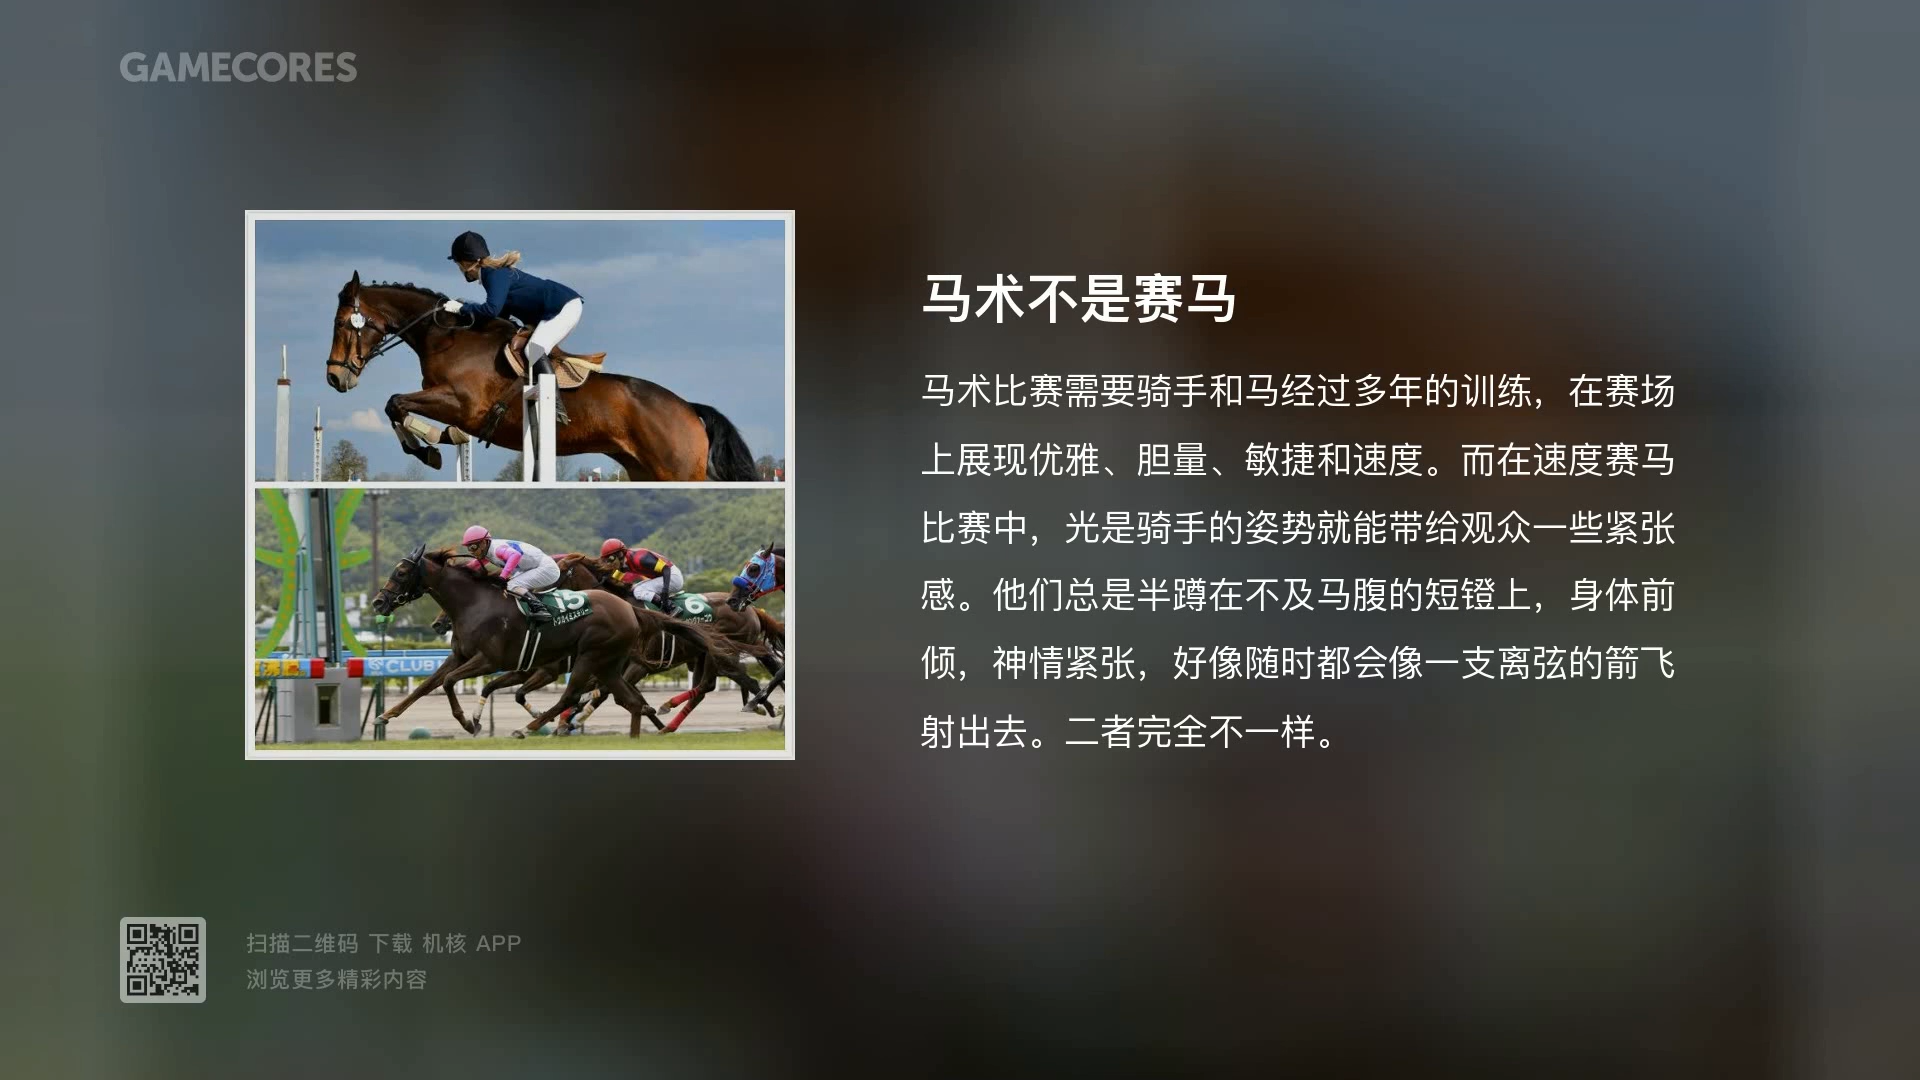 GAMECORES
马术不是赛马
马术比赛需要骑手和马经过多年的训练，在赛场
上展现优雅、胆量、敏捷和速度。而在速度赛马
比赛中，光是骑手的姿势就能带给观众一些紧张
感。他们总是半蹲在不及马腹的短镫上，身体前
倾，神情紧张，好像随时都会像一支离弦的箭飞
射出去。二者完全不一样。
15
6
CLUB
扫描二维码 下载 机核 APP
浏览更多精彩内容